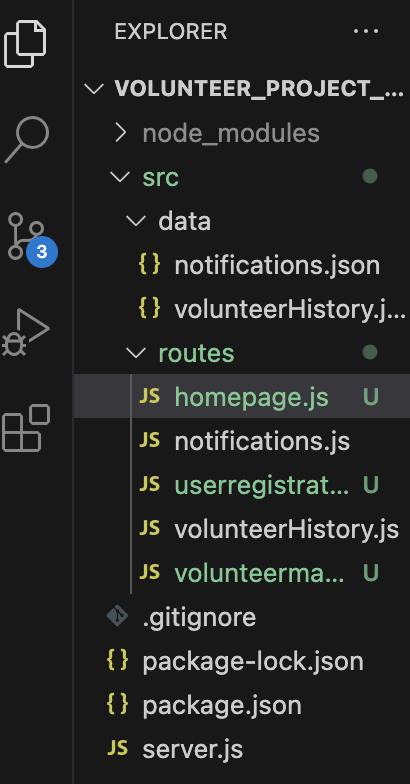 EXPLORER ...
VOLUNTEER_PROJECT_...
node_modules
src
data
{} notifications.json
{} volunteerHistory.j...
routes
JS homepage.js U
JS notifications.js
JS userregistrat... U
JS volunteerHistory.js
3
JS volunteerma... U
.gitignore
{} package-lock.json
{} package.json
JS server.js